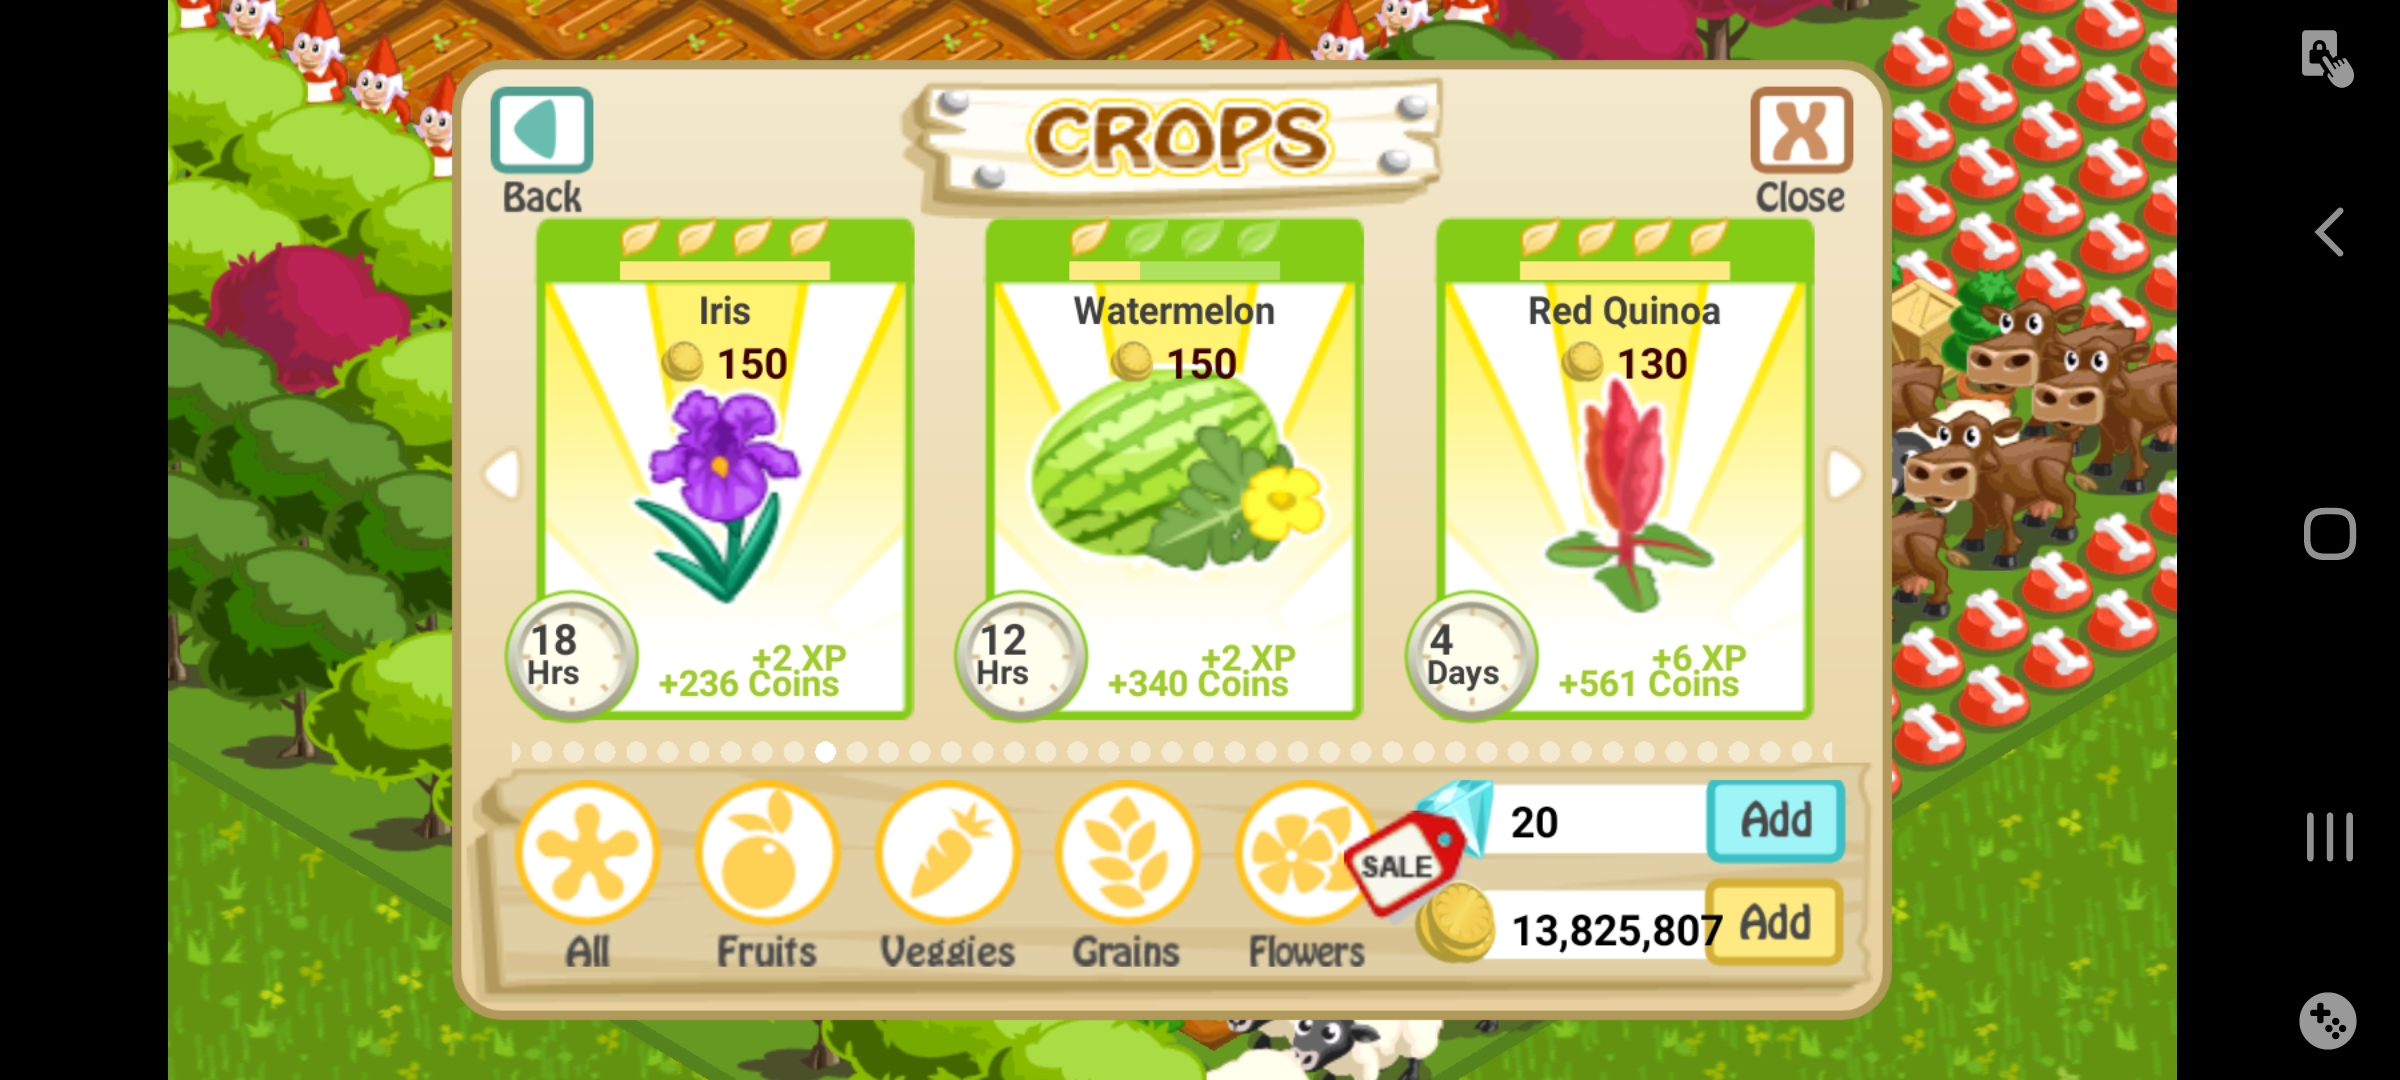 CROPS
Back
Close
Iris
150
18
Hrs
+2 XP
+236 Coins
Watermelon
150
12
Hrs
+2 XP
+340 Coins
Red Quinoa
130
4
Days
+6 XP
+561 Coins
All
Fruits
Veggies
Grains
Flowers
SALE
20
Add
13,825,807
Add